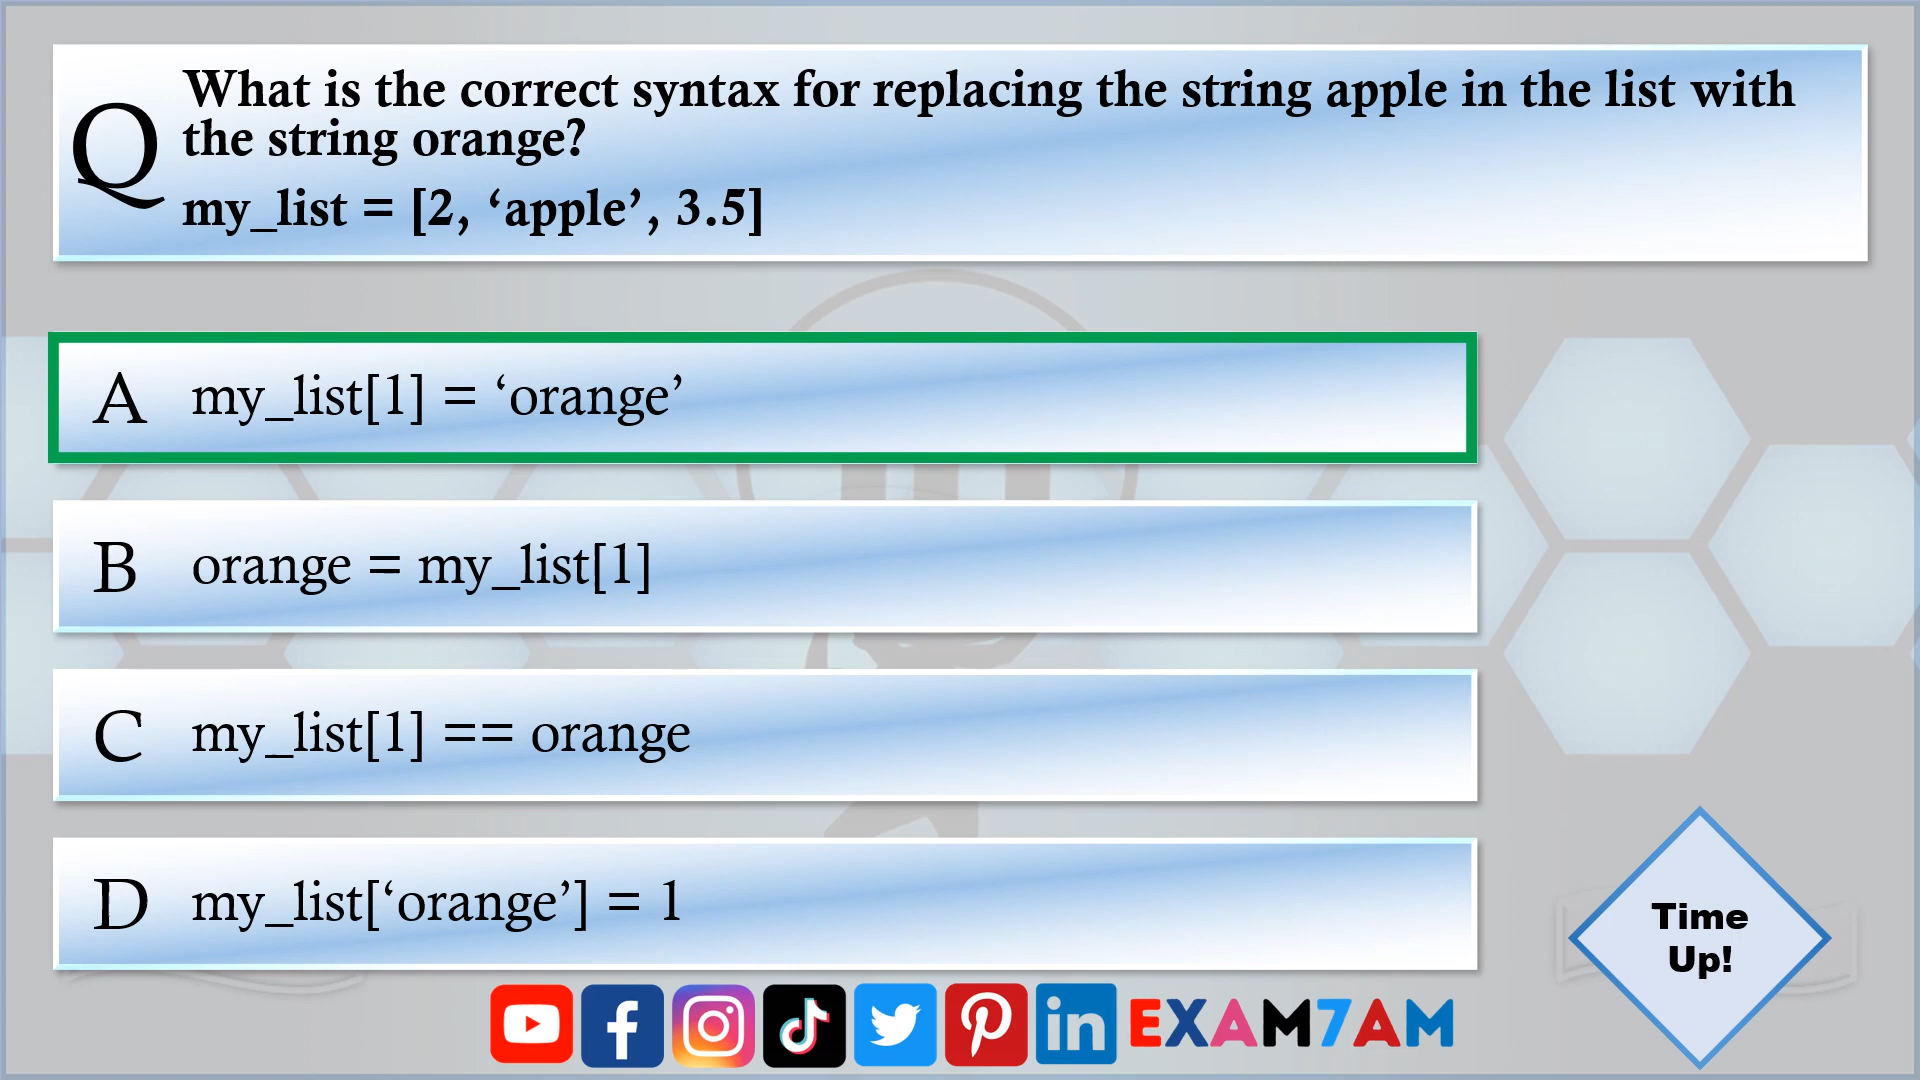 Q
What is the correct syntax for replacing the string apple in the list with
the string orange?
my_list = [2, ‘apple’, 3.5]
A my_list[1] = ‘orange’
B orange = my_list[1]
C my_list[1] == orange
D my_list[‘orange’] = 1
Time
Up!
EXAM7AM